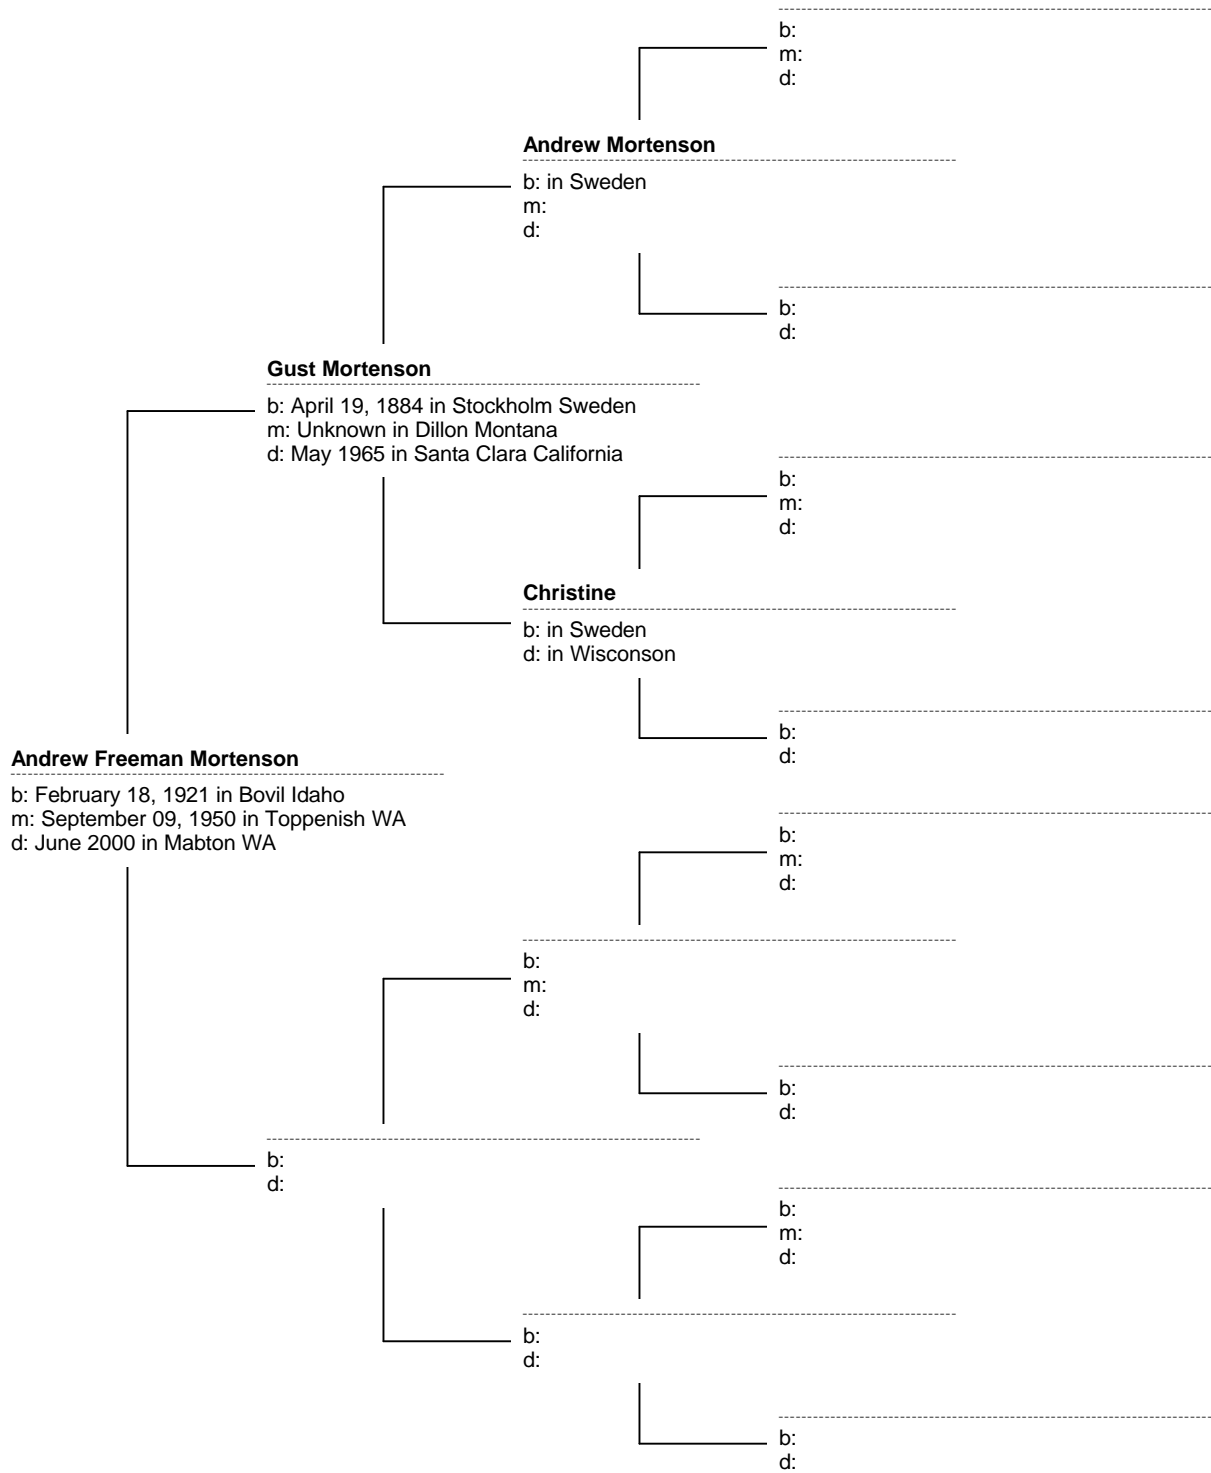 b:
m:
d:
Andrew Mortenson
b: in Sweden
m:
d:
b:
d:
Gust Mortenson
b: April 19, 1884 in Stockholm Sweden
m: Unknown in Dillon Montana
d: May 1965 in Santa Clara California
b:
m:
d:
Christine
b: in Sweden
d: in Wisconson
b:
d:
Andrew Freeman Mortenson
b: February 18, 1921 in Bovil Idaho
m: September 09, 1950 in Toppenish WA
d: June 2000 in Mabton WA
b:
m:
d:
b:
m:
d:
b:
d:
b:
d:
b:
m:
d:
b:
d:
b:
d: